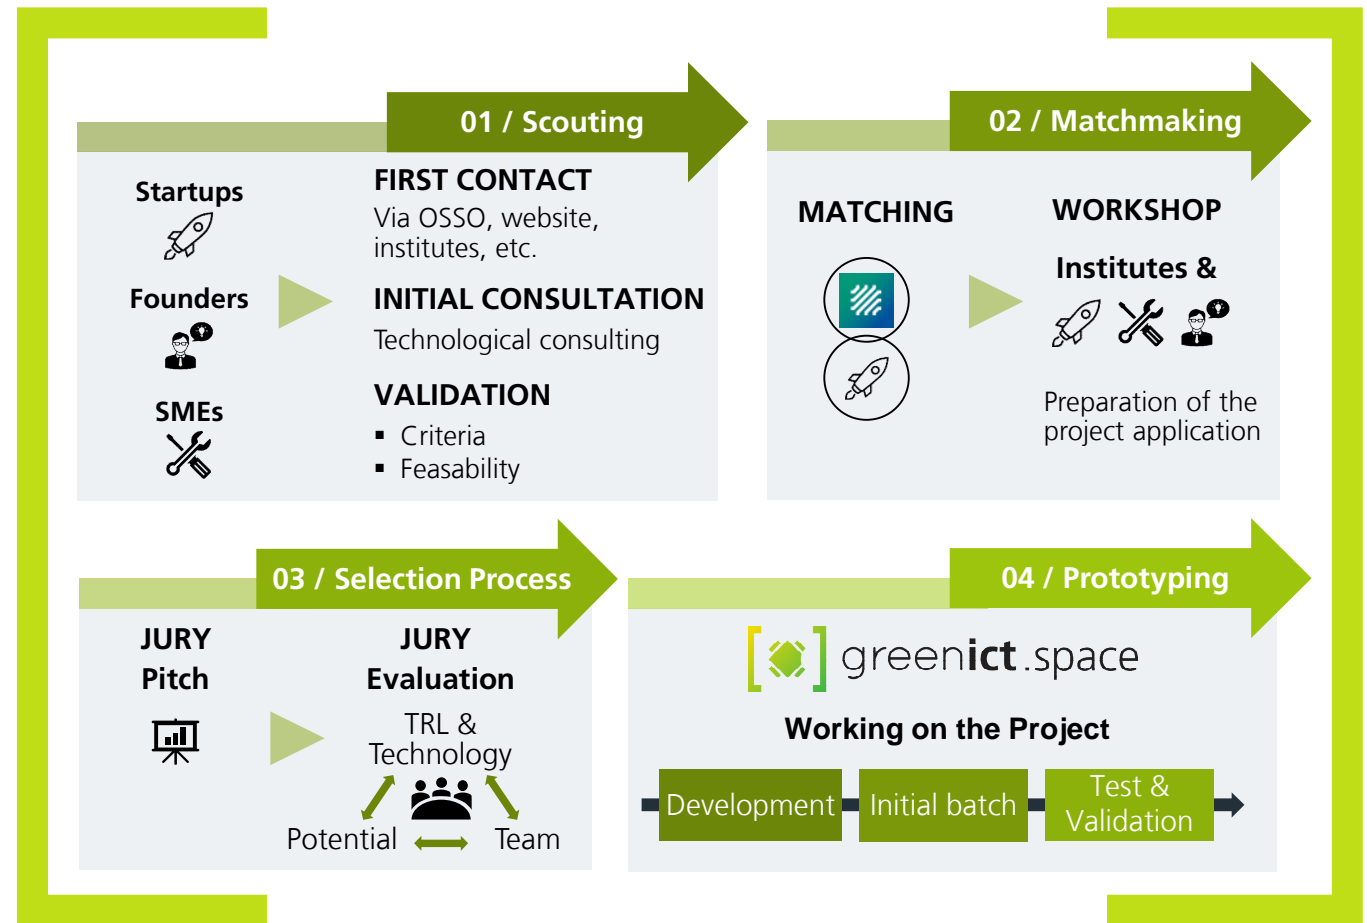 01 / Scouting
Startups
Founders
SMEs
FIRST CONTACT
Via OSSO, website,
institutes, etc.
INITIAL CONSULTATION
Technological consulting
VALIDATION
▪ Criteria
▪ Feasability
02 / Matchmaking
MATCHING
WORKSHOP
Institutes &
Preparation of the
project application
03 / Selection Process
JURY
Pitch
JURY
Evaluation
TRL &
Technology
Potential
Team
04 / Prototyping
greenict.space
Working on the Project
Development
Initial batch
Test &
Validation